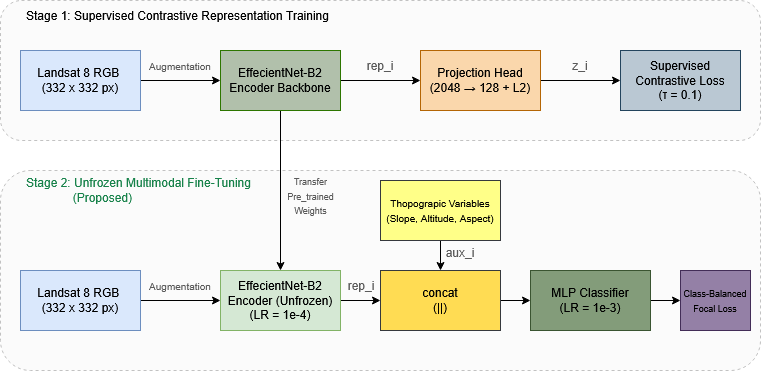 Stage 1: Supervised Contrastive Representation Training
Landsat 8 RGB
(332 x 332 px)
Augmentation
EffecientNet-B2
Encoder Backbone
rep_i
Projection Head
(2048 → 128 + L2)
z_i
Supervised
Contrastive Loss
(τ = 0.1)
Stage 2: Unfrozen Multimodal Fine-Tuning
(Proposed)
Transfer
Pre_trained
Weights
Thopograpic Variables
(Slope, Altitude, Aspect)
aux_i
Landsat 8 RGB
(332 x 332 px)
Augmentation
EffecientNet-B2
Encoder (Unfrozen)
(LR = 1e-4)
rep_i
concat
(||)
MLP Classifier
(LR = 1e-3)
Class-Balanced
Focal Loss